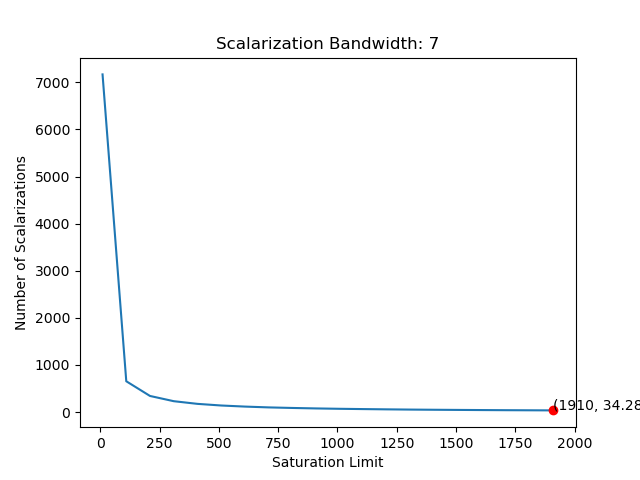 Scalarization Bandwidth: 7
Number of Scalarizations
7000
6000
5000
4000
3000
2000
1000
0
(1910, 34.28
0 250 500 750 1000 1250 1500 1750 2000
Saturation Limit